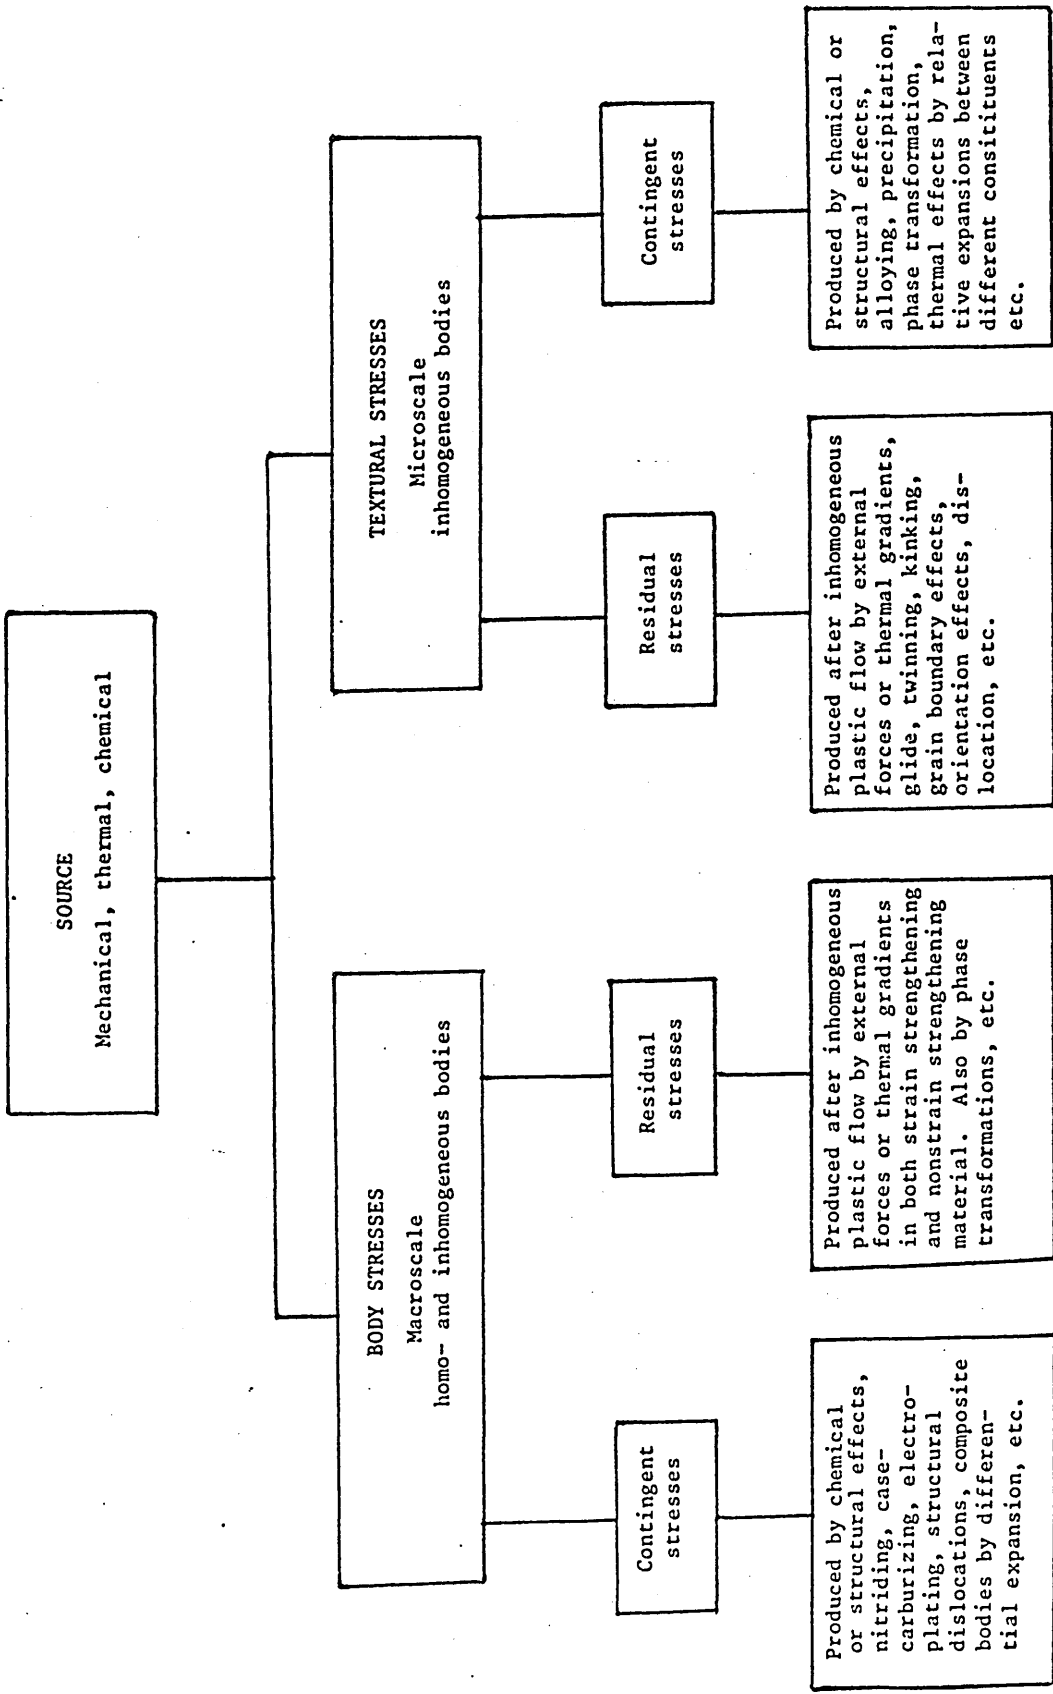 SOURCE
Mechanical, thermal, chemical
BODY STRESSES
Macroscale
homo- and inhomogeneous bodies
TEXTURAL STRESSES
Microscale
inhomogeneous bodies
Contingent
stresses
Residual
stresses
Residual
stresses
Contingent
stresses
Produced by chemical
or structural effects,
nitriding, case-
carburizing, electro-
plating, structural
dislocations, composite
bodies by differen-
tial expansion, etc.
Produced after inhomogeneous
plastic flow by external
forces or thermal gradients
in both strain strengthening
and nonstrain strengthening
material. Also by phase
transformations, etc.
Produced after inhomogeneous
plastic flow by external
forces or thermal gradients,
glide, twinning, kinking,
grain boundary effects,
orientation effects, dis-
location, etc.
Produced by chemical or
structural effects,
alloying, precipitation,
phase transformation,
thermal effects by rela-
tive expansions between
different consitituents
etc.